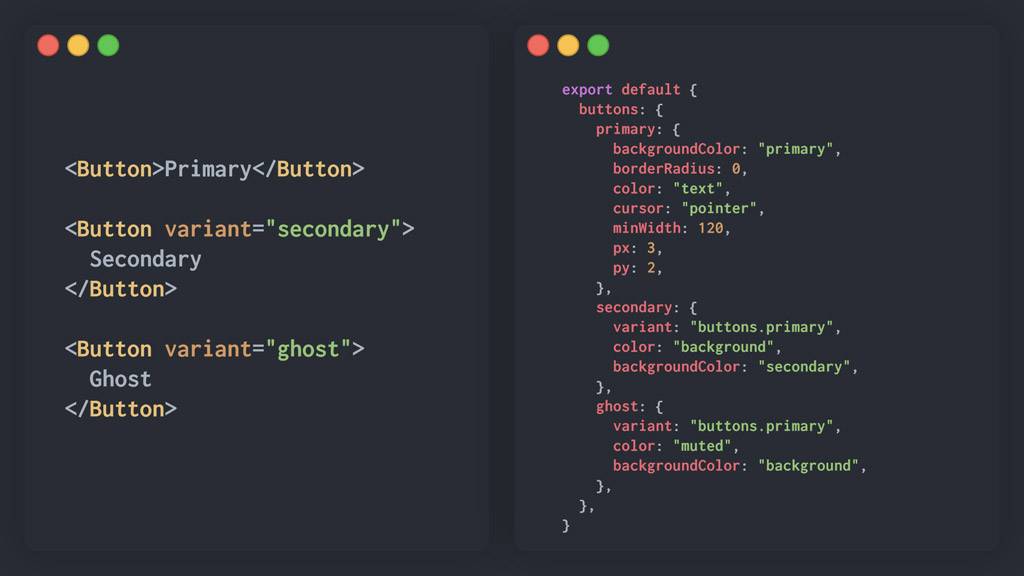 <Button>Primary</Button>
<Button variant="secondary">
Secondary
</Button>
<Button variant="ghost">
Ghost
</Button>
export default {
buttons: {
primary: {
backgroundColor: "primary",
borderRadius: 0,
color: "text",
cursor: "pointer",
minWidth: 120,
px: 3,
py: 2,
},
secondary: {
variant: "buttons.primary",
color: "background",
backgroundColor: "secondary",
},
ghost: {
variant: "buttons.primary",
color: "muted",
backgroundColor: "background",
},
},
}